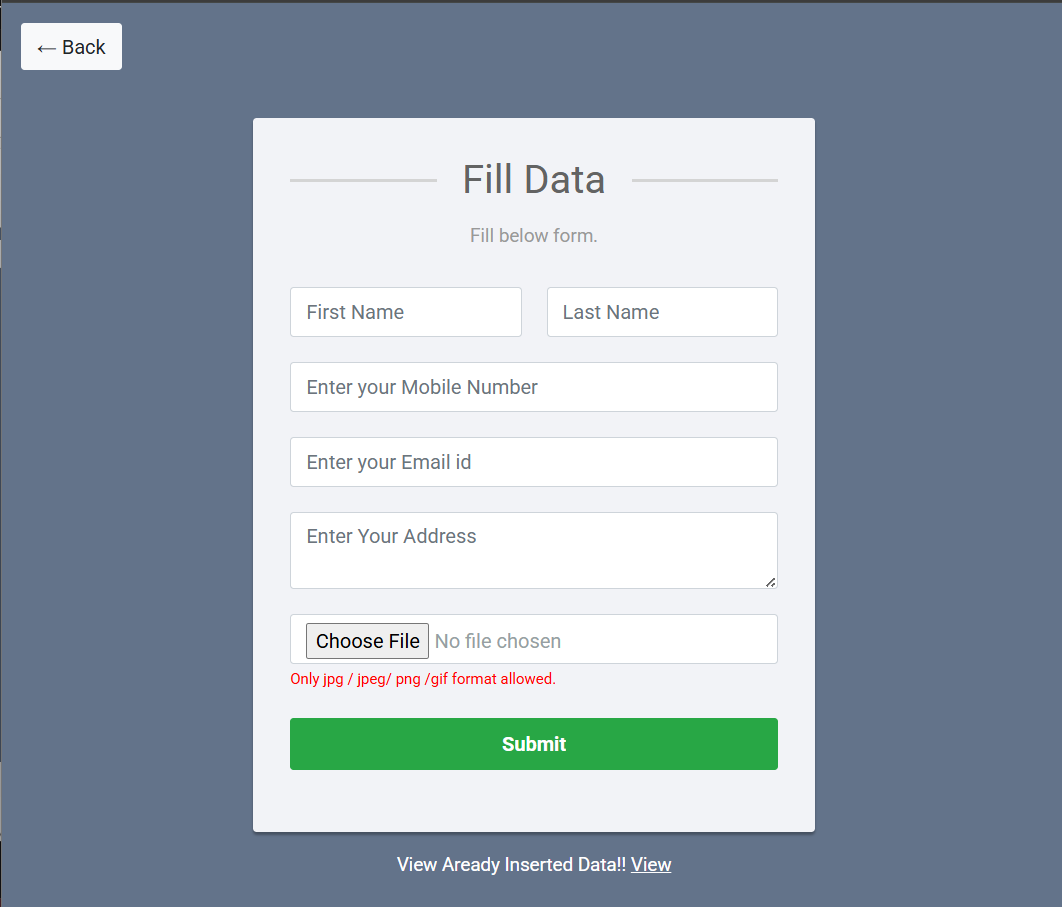 ← Back
Fill Data
Fill below form.
First Name
Last Name
Enter your Mobile Number
Enter your Email id
Enter Your Address
Choose File No file chosen
Only jpg / jpeg/ png /gif format allowed.
Submit
View Aready Inserted Data!! View